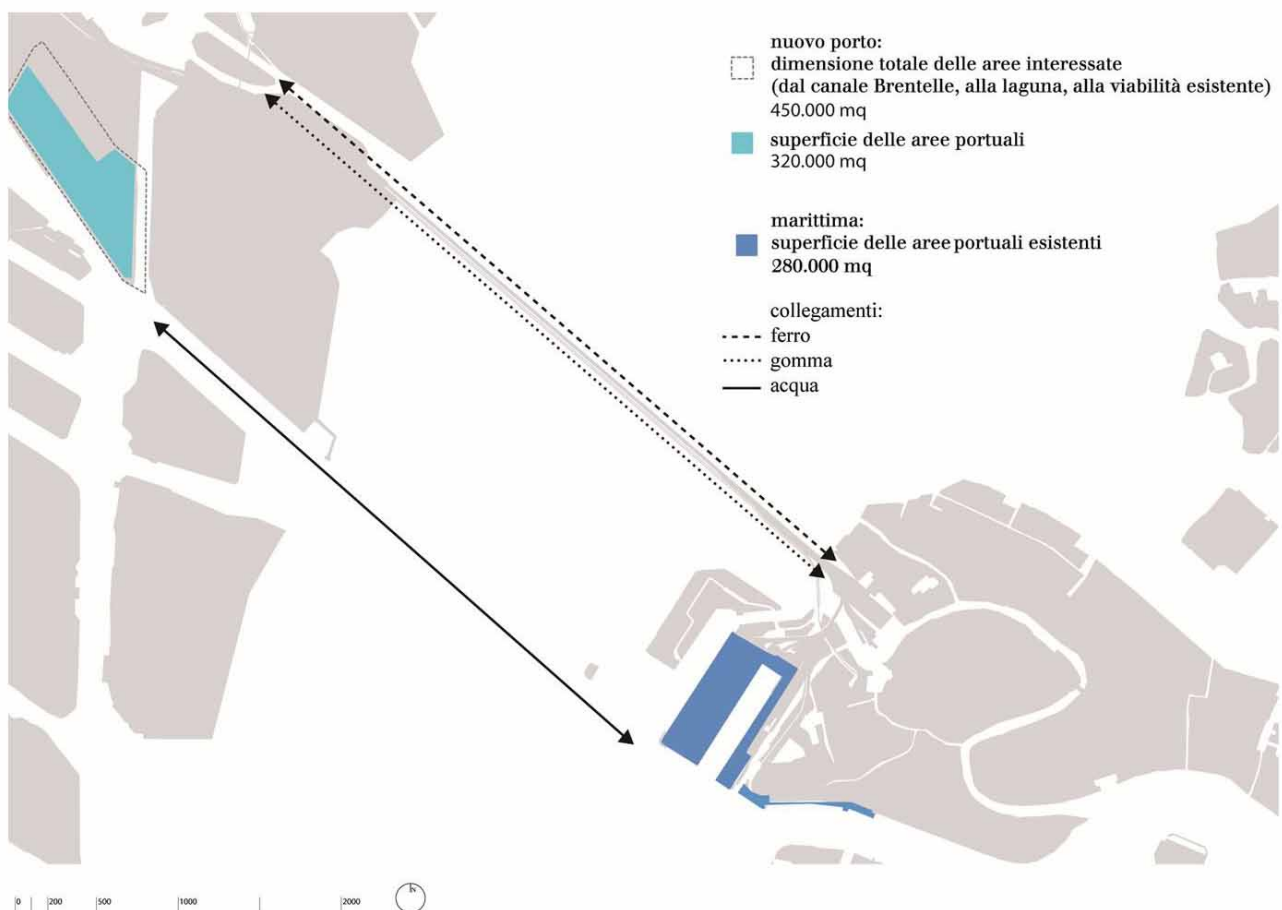 nuovo porto:
dimensione totale delle aree interessate
(dal canale Brentelle, alla laguna, alla viabilità esistente)
450.000 mq
superficie delle aree portuali
320.000 mq
marittima:
superficie delle aree portuali esistenti
280.000 mq
collegamenti:
ferro
gomma
acqua
0 200 500 1000 2000
N